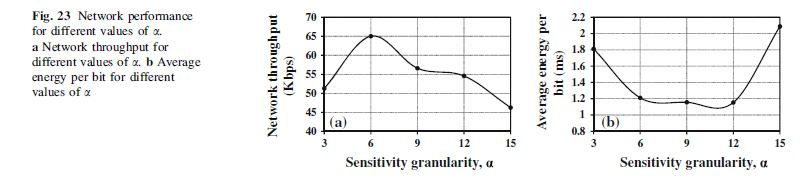 Fig. 23 Network performance
for different values of α.
a Network throughput for
different values of α. b Average
energy per bit for different
values of α
Network throughput
(Kbps)
70
65
60
55
50
45
40
(a)
3 6 9 12 15
Sensitivity granularity, α
Average energy per
bit (ms)
2.2
2
1.8
1.6
1.4
1.2
1
0.8
(b)
3 6 9 12 15
Sensitivity granularity, α